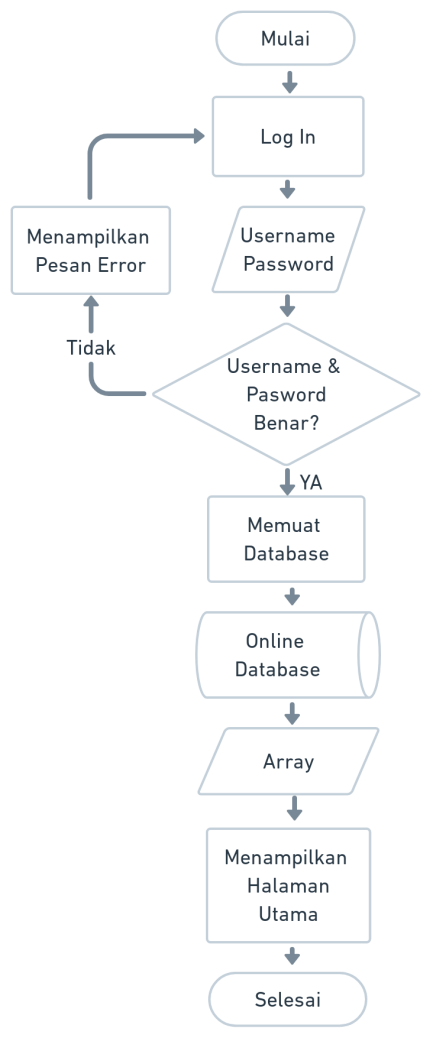 Mulai
Log In
Menampilkan
Pesan Error
Username
Password
Tidak
Username &
Pasword
Benar?
YA
Memuat
Database
Online
Database
Array
Menampilkan
Halaman
Utama
Selesai